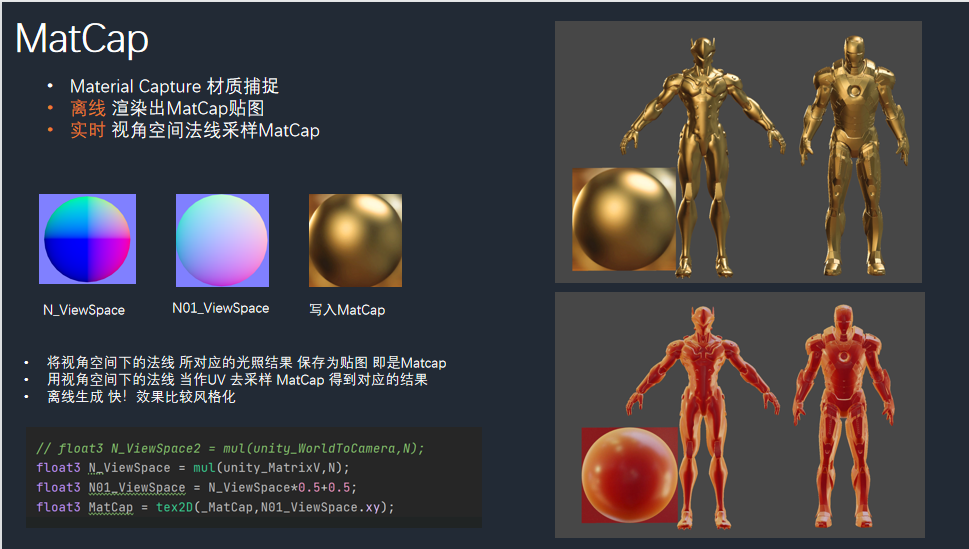 MatCap
• Material Capture 材质捕捉
• 离线 渲染出MatCap贴图
• 实时 视角空间法线采样MatCap
N_ViewSpace
N01_ViewSpace
写入MatCap
• 将视角空间下的法线 所对应的光照结果 保存为贴图 即是Matcap
• 用视角空间下的法线 当作UV 去采样 MatCap 得到对应的结果
• 离线生成 快！效果比较风格化
// float3 N_ViewSpace2 = mul(unity_WorldToCamera,N);
float3 N_ViewSpace = mul(unity_MatrixV,N);
float3 N01_ViewSpace = N_ViewSpace*0.5+0.5;
float3 MatCap = tex2D(_MatCap,N01_ViewSpace.xy);